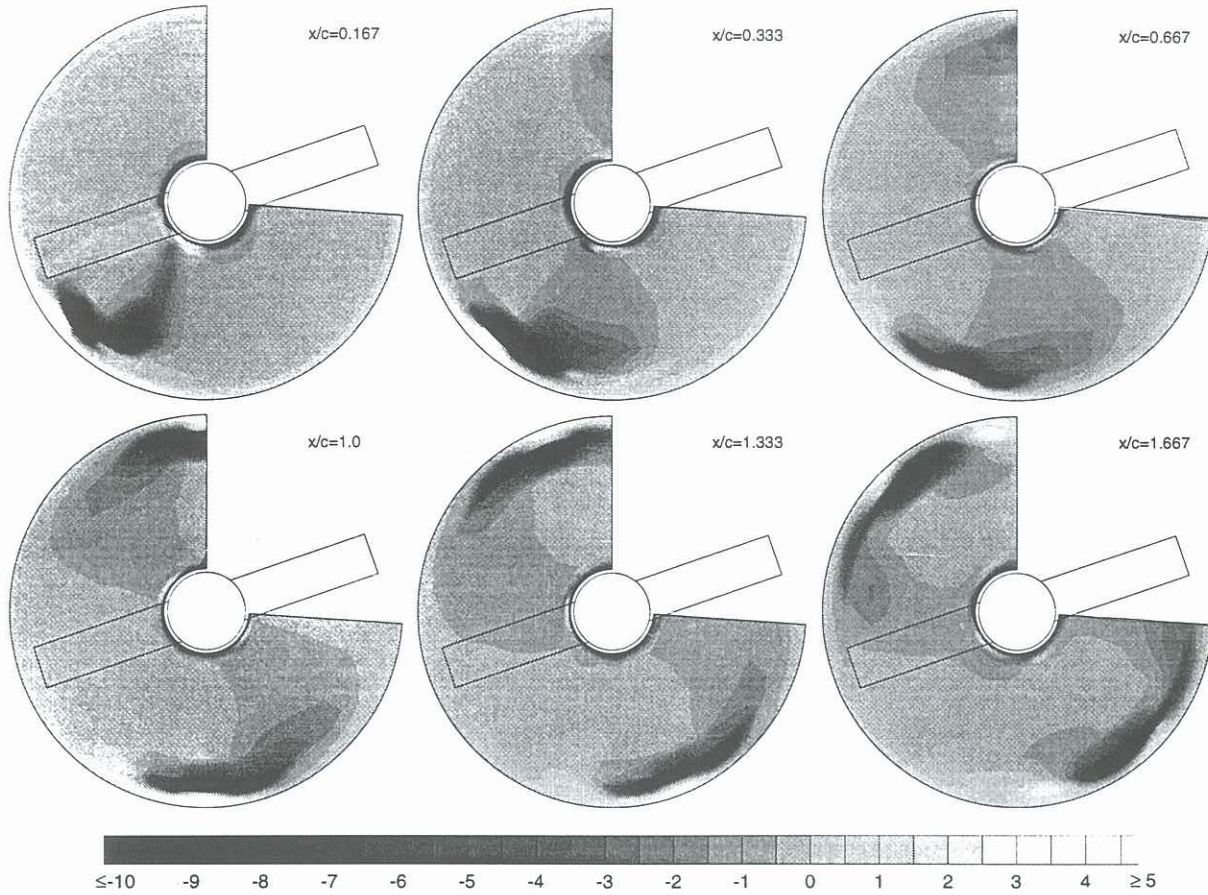 x/c=0.167
x/c=0.333
x/c=0.667
x/c=1.0
x/c=1.333
x/c=1.667
≤-10 -9 -8 -7 -6 -5 -4 -3 -2 -1 0 1 2 3 4 ≥ 5